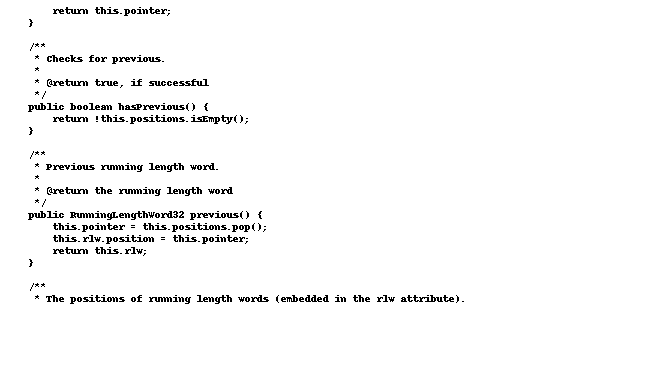 return this.pointer;
    }

    /**
     * Checks for previous.
     *
     * @return true, if successful
     */
    public boolean hasPrevious() {
        return !this.positions.isEmpty();
    }

    /**
     * Previous running length word.
     *
     * @return the running length word
     */
    public RunningLengthWord32 previous() {
        this.pointer = this.positions.pop();
        this.rlw.position = this.pointer;
        return this.rlw;
    }

    /**
     * The positions of running length words (embedded in the rlw attribute).